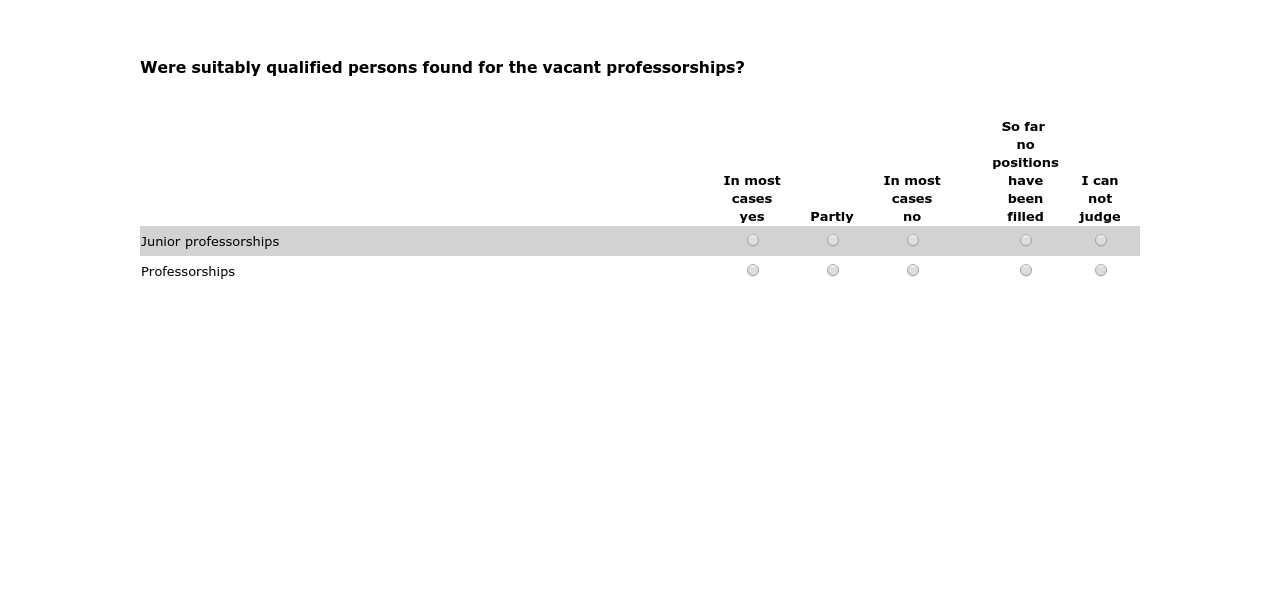 Were suitably qualified persons found for the vacant professorships?
In most cases yes
Partly
In most cases no
So far no positions have been filled
I can not judge
Junior professorships
Professorships